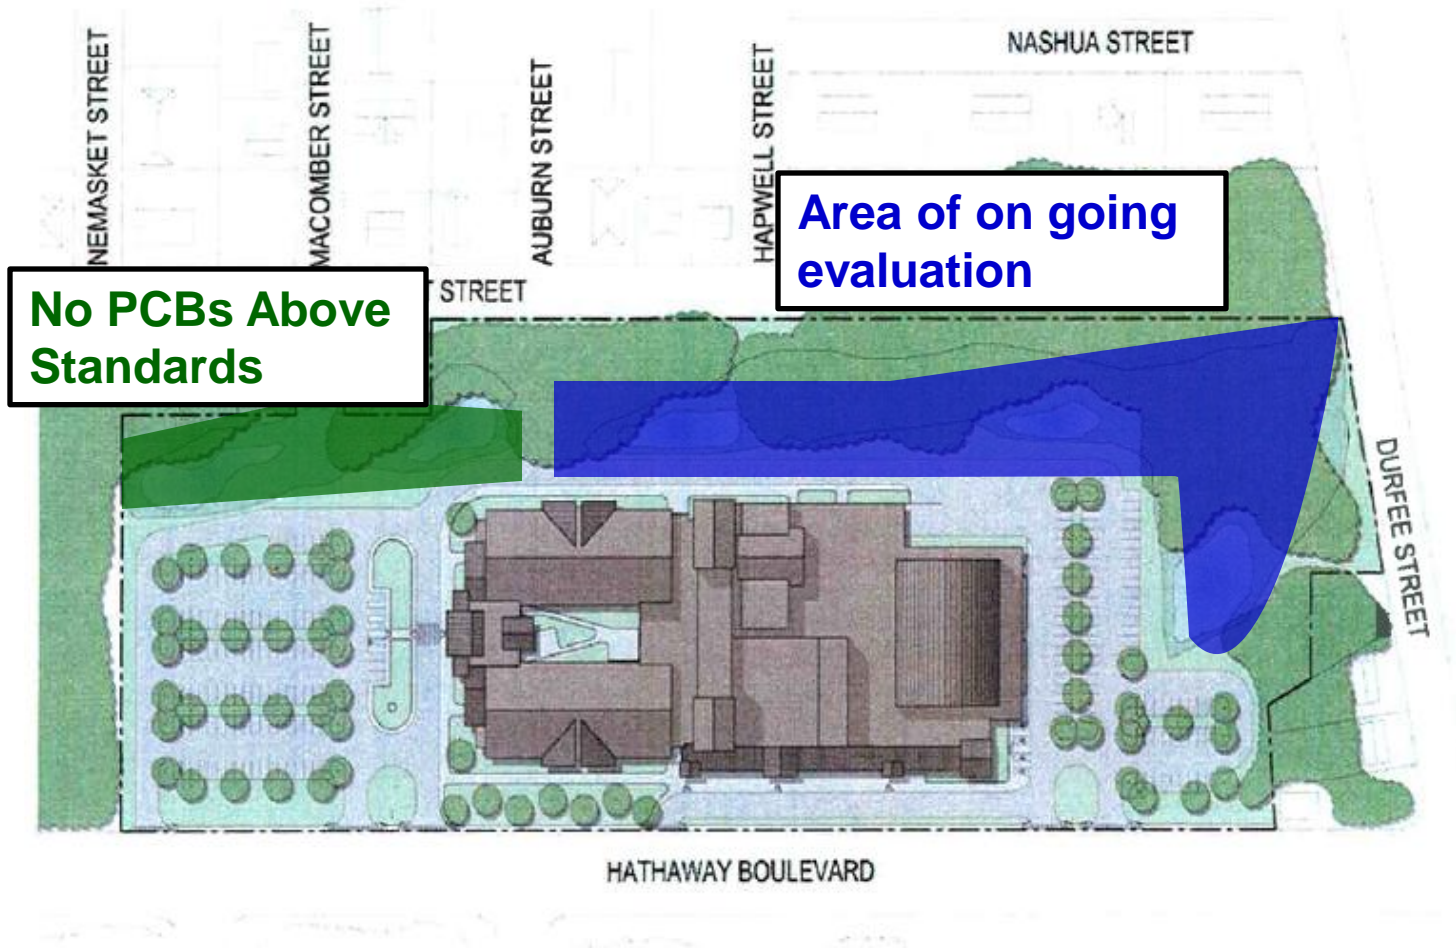 NASHUA STREET
NEMASKET STREET
MACOMBER STREET
AUBURN STREET
HAPWELL STREET
Area of on going
evaluation
No PCBs Above
Standards
STREET
DURFEE STREET
HATHAWAY BOULEVARD